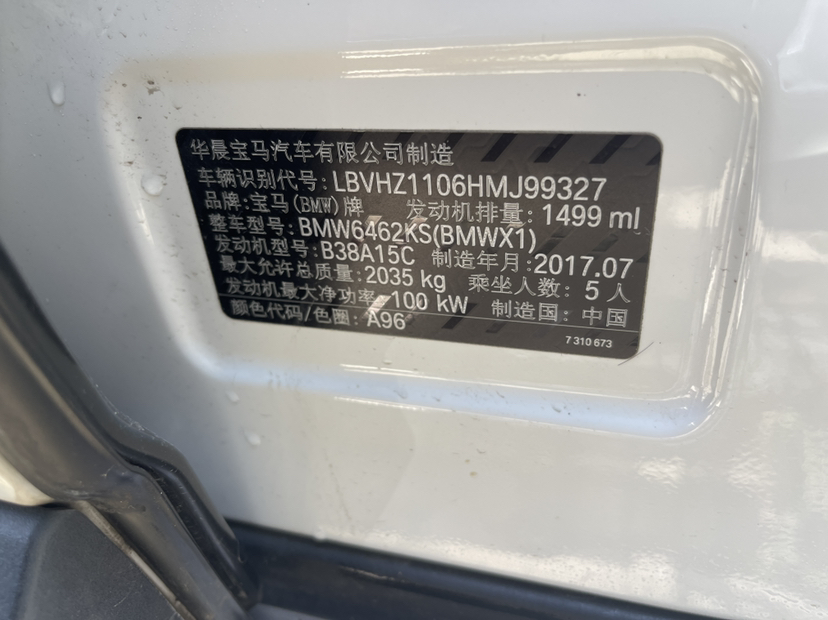 华晨宝马汽车有限公司制造
车辆识别代号: LBVHZ1106HMJ99327
品牌: 宝马(BMW)牌 发动机排量: 1499 ml
整车型号: BMW6462KS(BMWX1)
发动机型号: B38A15C 制造年月: 2017.07
最大允许总质量: 2035 kg 乘坐人数: 5 人
发动机最大净功率: 100 kW 制造国: 中国
颜色代码/色圈: A96
7 310 673